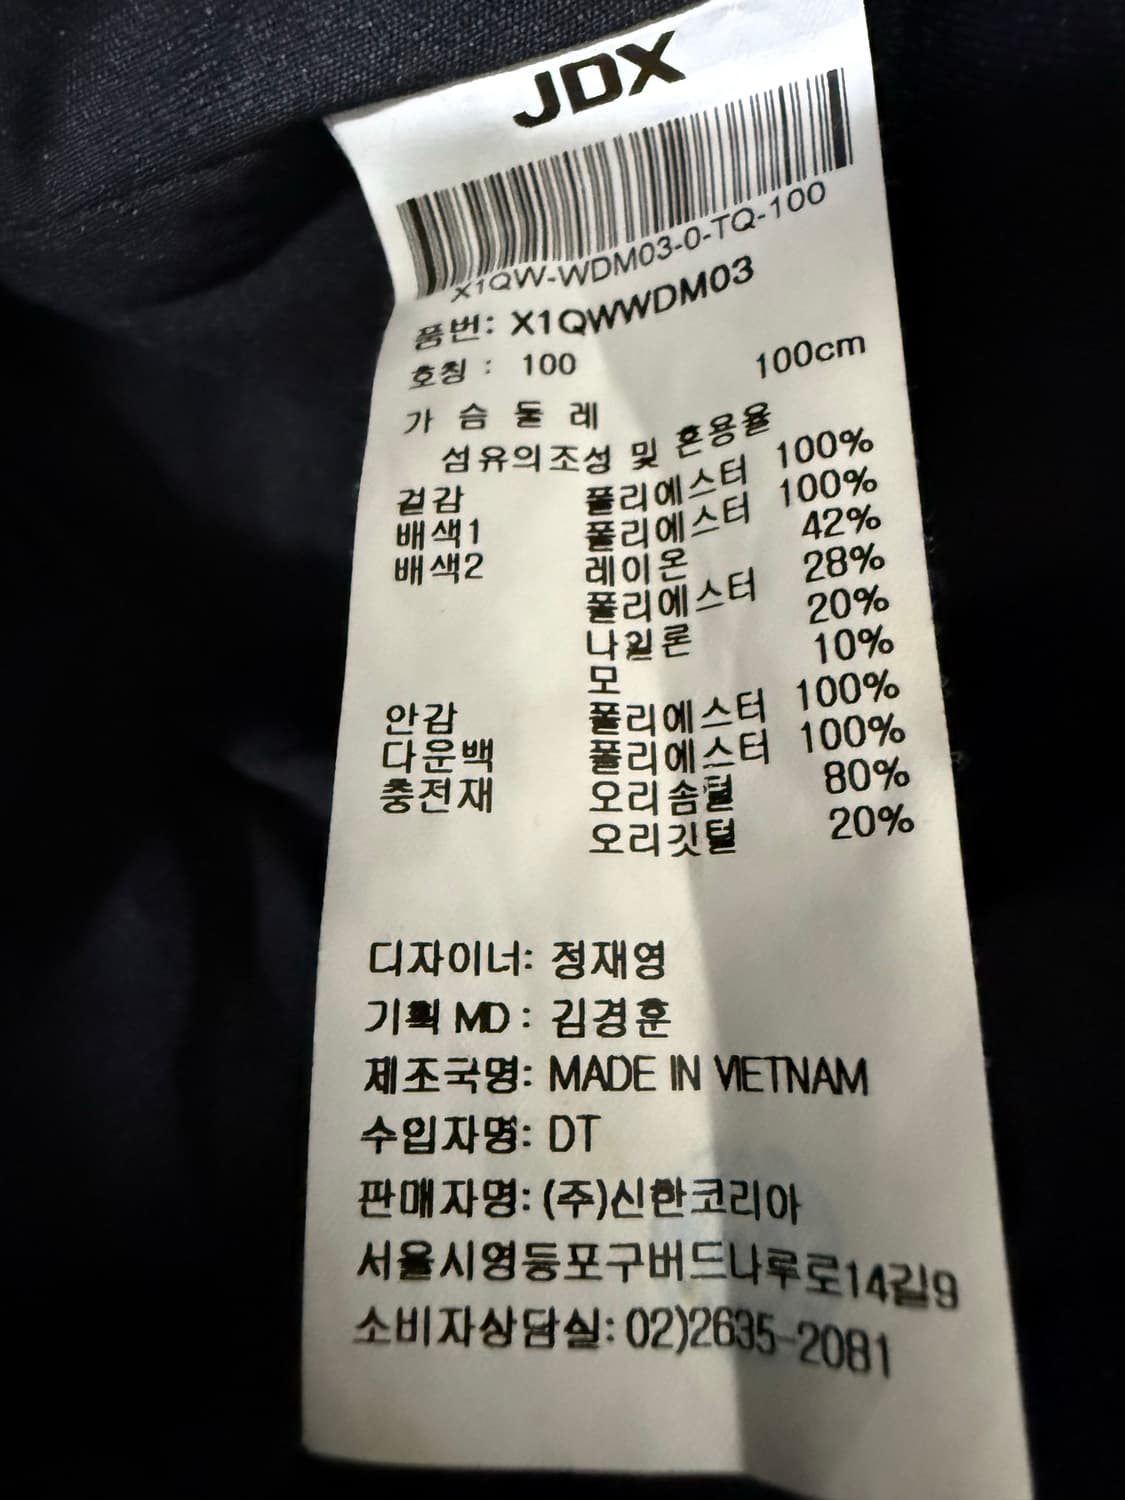 JDX
X1QW-WDM03-0-TQ-100
품번: X1QWWDM03
호칭 : 100
가 슴 둘 레 100cm
섬유의조성 및 혼용율
겉감 폴리에스터 100%
배색1 폴리에스터 100%
배색2 레이온 42%
폴리에스터 28%
나일론 20%
모 10%
안감 폴리에스터 100%
다운백 폴리에스터 100%
충전재 오리솜털 80%
오리깃털 20%
디자이너: 정재영
기획 MD : 김경훈
제조국명: MADE IN VIETNAM
수입자명: DT
판매자명: (주)신한코리아
서울시영등포구버드나루로14길9
소비자상담실: 02)2635-2081